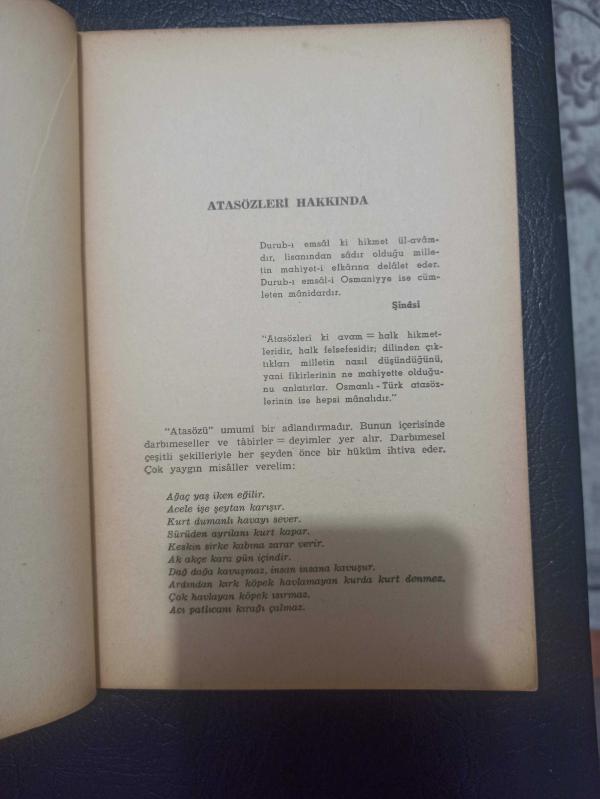 ATASÖZLERİ HAKKINDA
Durub-ı emsâl ki hikmet ül-avâm-
dır, lisanından sâdır olduğu mille-
tin mahiyet-i efkârına delâlet eder.
Durub-ı emsâl-i Osmaniyye ise cüm-
leten mânidardır.
Şinâsi
"Atasözleri ki avam = halk hikmet-
leridir, halk felsefesidir; dilinden çık-
tıkları milletin nasıl düşündüğünü,
yani fikirlerinin ne mahiyette olduğu-
nu anlatırlar. Osmanlı - Türk atasöz-
lerinin ise hepsi mânalıdır."
"Atasözü" umumî bir adlandırmadır. Bunun içerisinde
darbımeseller ve tâbirler = deyimler yer alır. Darbımesel
çeşitli şekilleriyle her şeyden önce bir hüküm ihtiva eder.
Çok yaygın misâller verelim:
Ağaç yaş iken eğilir.
Acele işe şeytan karışır.
Kurt dumanlı havayı sever.
Sürüden ayrılanı kurt kapar.
Keskin sirke kabına zarar verir.
Ak akçe kara gün içindir.
Dağ dağa kavuşmaz, insan insana kavuşur.
Ardından kırk köpek havlamayan kurda kurt denmez.
Çok havlayan köpek ısırmaz.
Acı patlıcanı kırağı çalmaz.